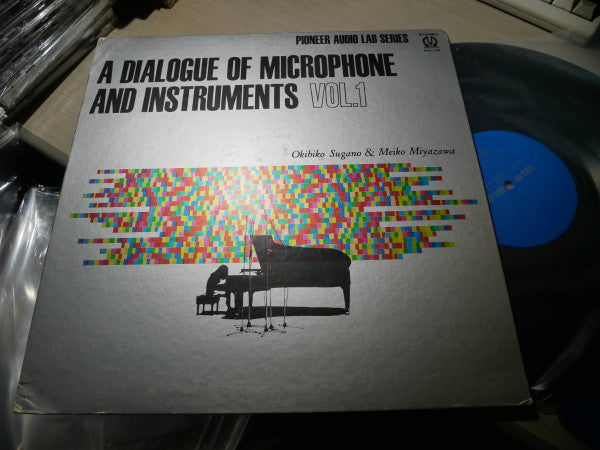 PIONEER AUDIO LAB SERIES
A DIALOGUE OF MICROPHONE
AND INSTRUMENTS VOL.1
Okihiko Sugano & Meiko Miyazawa